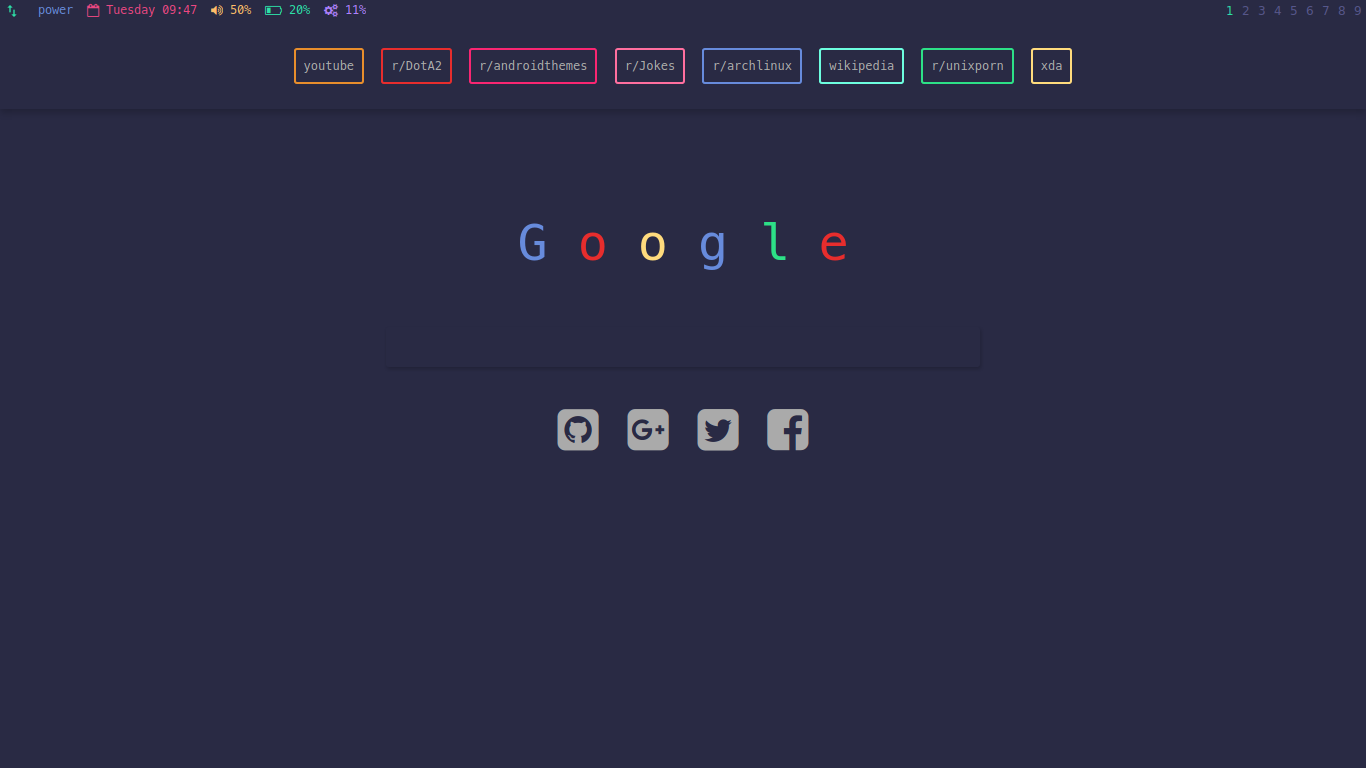 power Tuesday 09:47 50% 20% 11% 1 2 3 4 5 6 7 8 9
youtube r/DotA2 r/androidthemes r/Jokes r/archlinux wikipedia r/unixporn xda
G o o g l e